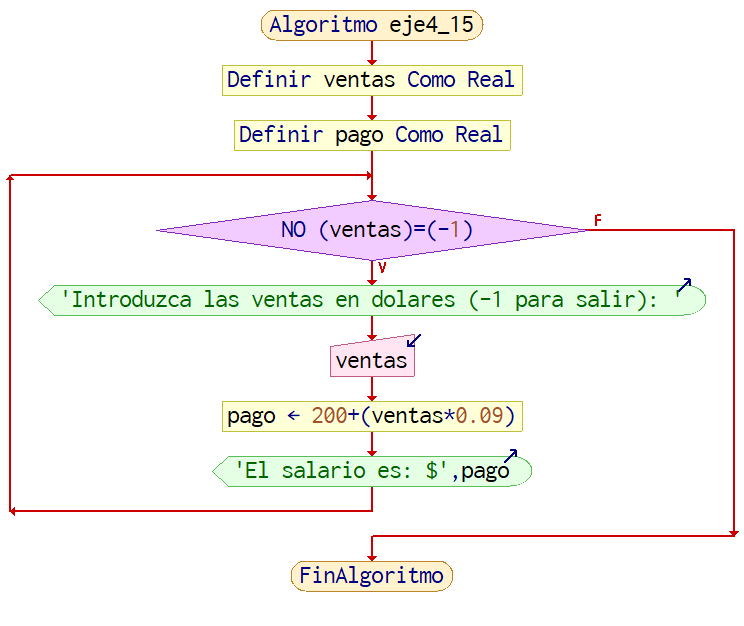 Algoritmo eje4_15
Definir ventas Como Real
Definir pago Como Real
NO (ventas)=(-1)
F
V
'Introduzca las ventas en dolares (-1 para salir): '
ventas
pago ← 200+(ventas*0.09)
'El salario es: $',pago
FinAlgoritmo